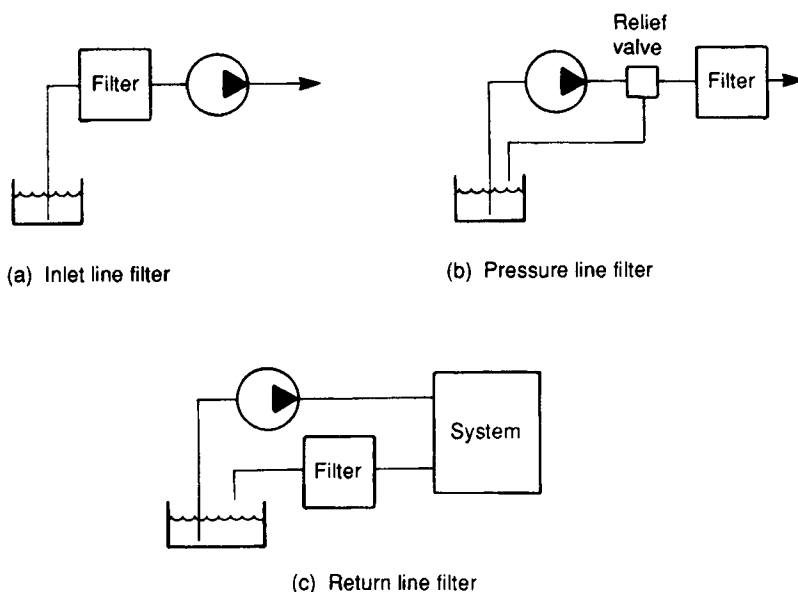 Filter
(a) Inlet line filter
Relief
valve
Filter
(b) Pressure line filter
System
Filter
(c) Return line filter